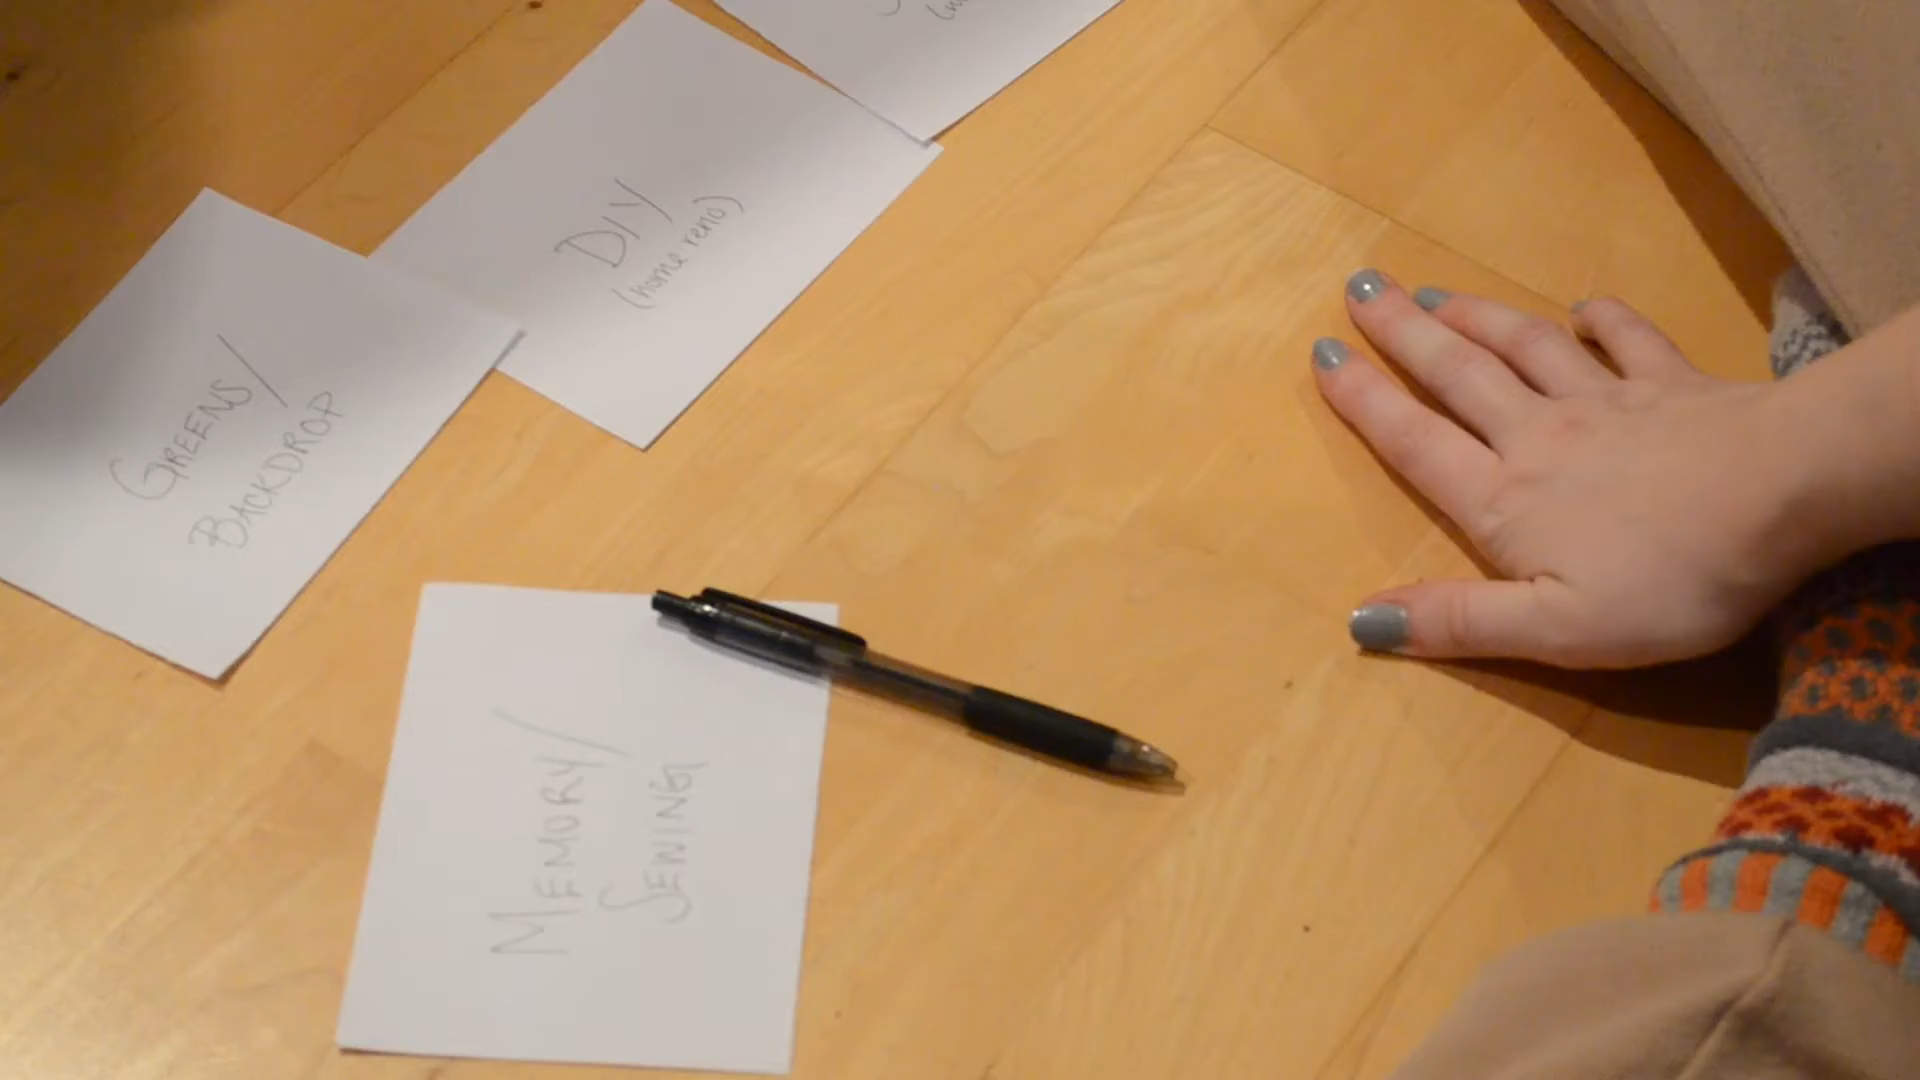 DIY
(home reno)
GREENS/
BACKDROP
MEMORY/
SEWING